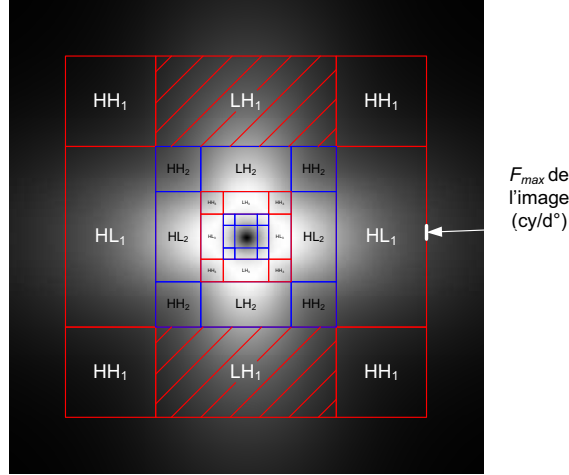 HH₁ LH₁ HH₁
HH₂ LH₂ HH₂
F_max de
l'image
(cy/d°)
HL₁ HL₂ HL₂ HL₁
HH₂ LH₂ HH₂
HH₁ LH₁ HH₁